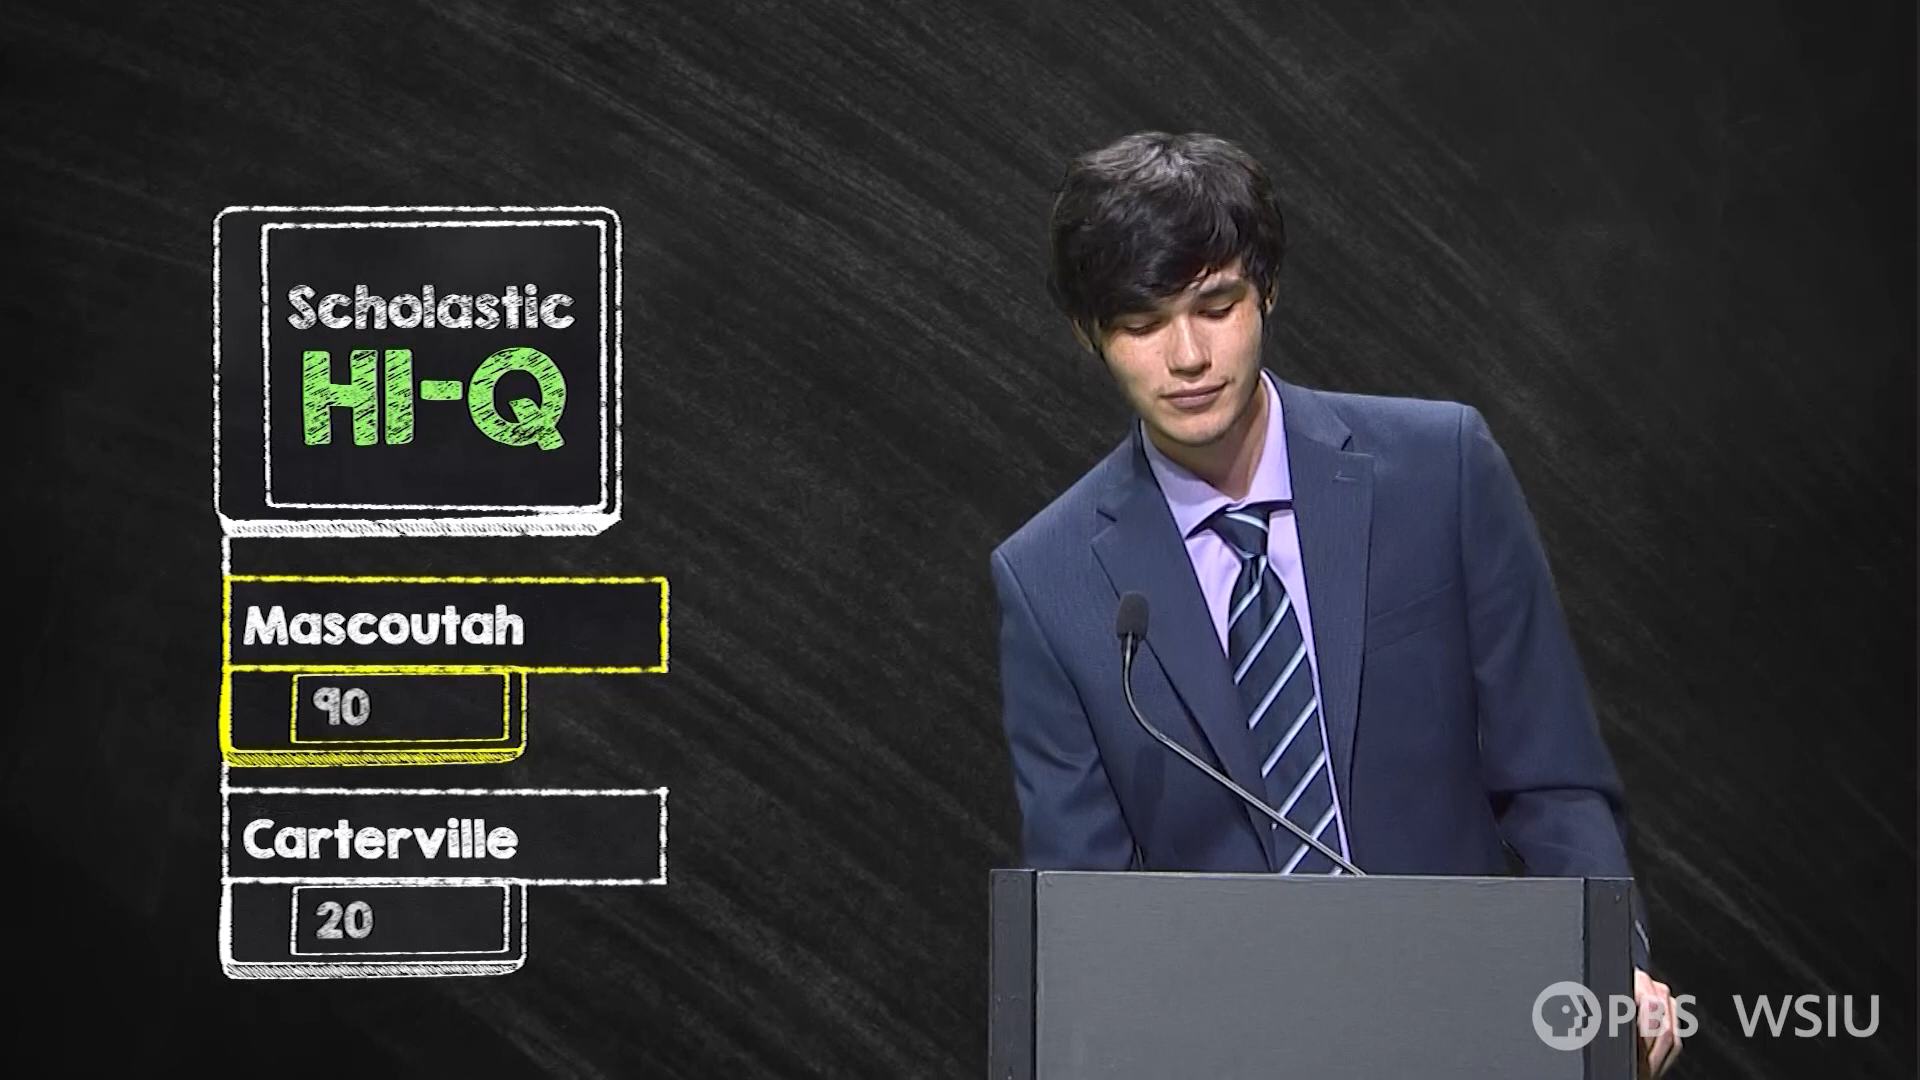 Scholastic
HI-Q
Mascoutah
90
Carterville
20
PBS WSIU